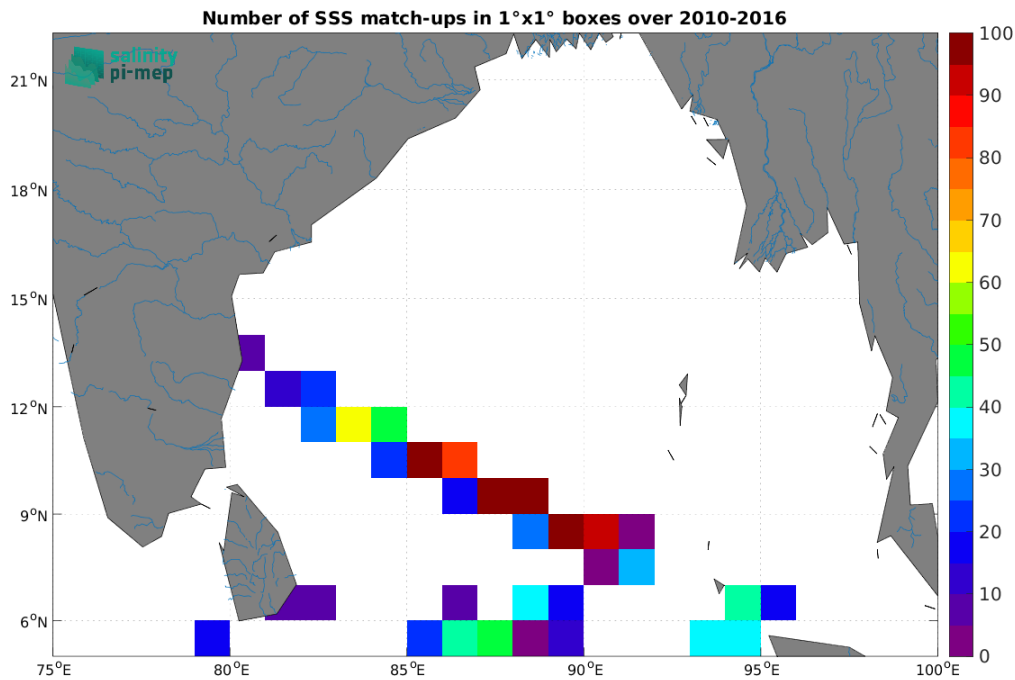 Number of SSS match-ups in 1°x1° boxes over 2010-2016
salinity
pi-mep
21°N
18°N
15°N
12°N
9°N
6°N
75°E 80°E 85°E 90°E 95°E 100°E
100
90
80
70
60
50
40
30
20
10
0